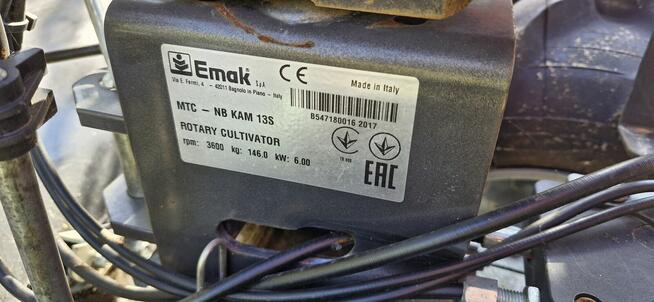 Emak SpA
Via E. Fermi, 4 - 42011 Bagnolo in Piano - Italy
CE
Made in Italy
MTC - NB KAM 13S
B547180016 2017
ROTARY CULTIVATOR
rpm: 3600 kg: 146.0 kW: 6.00
EAC